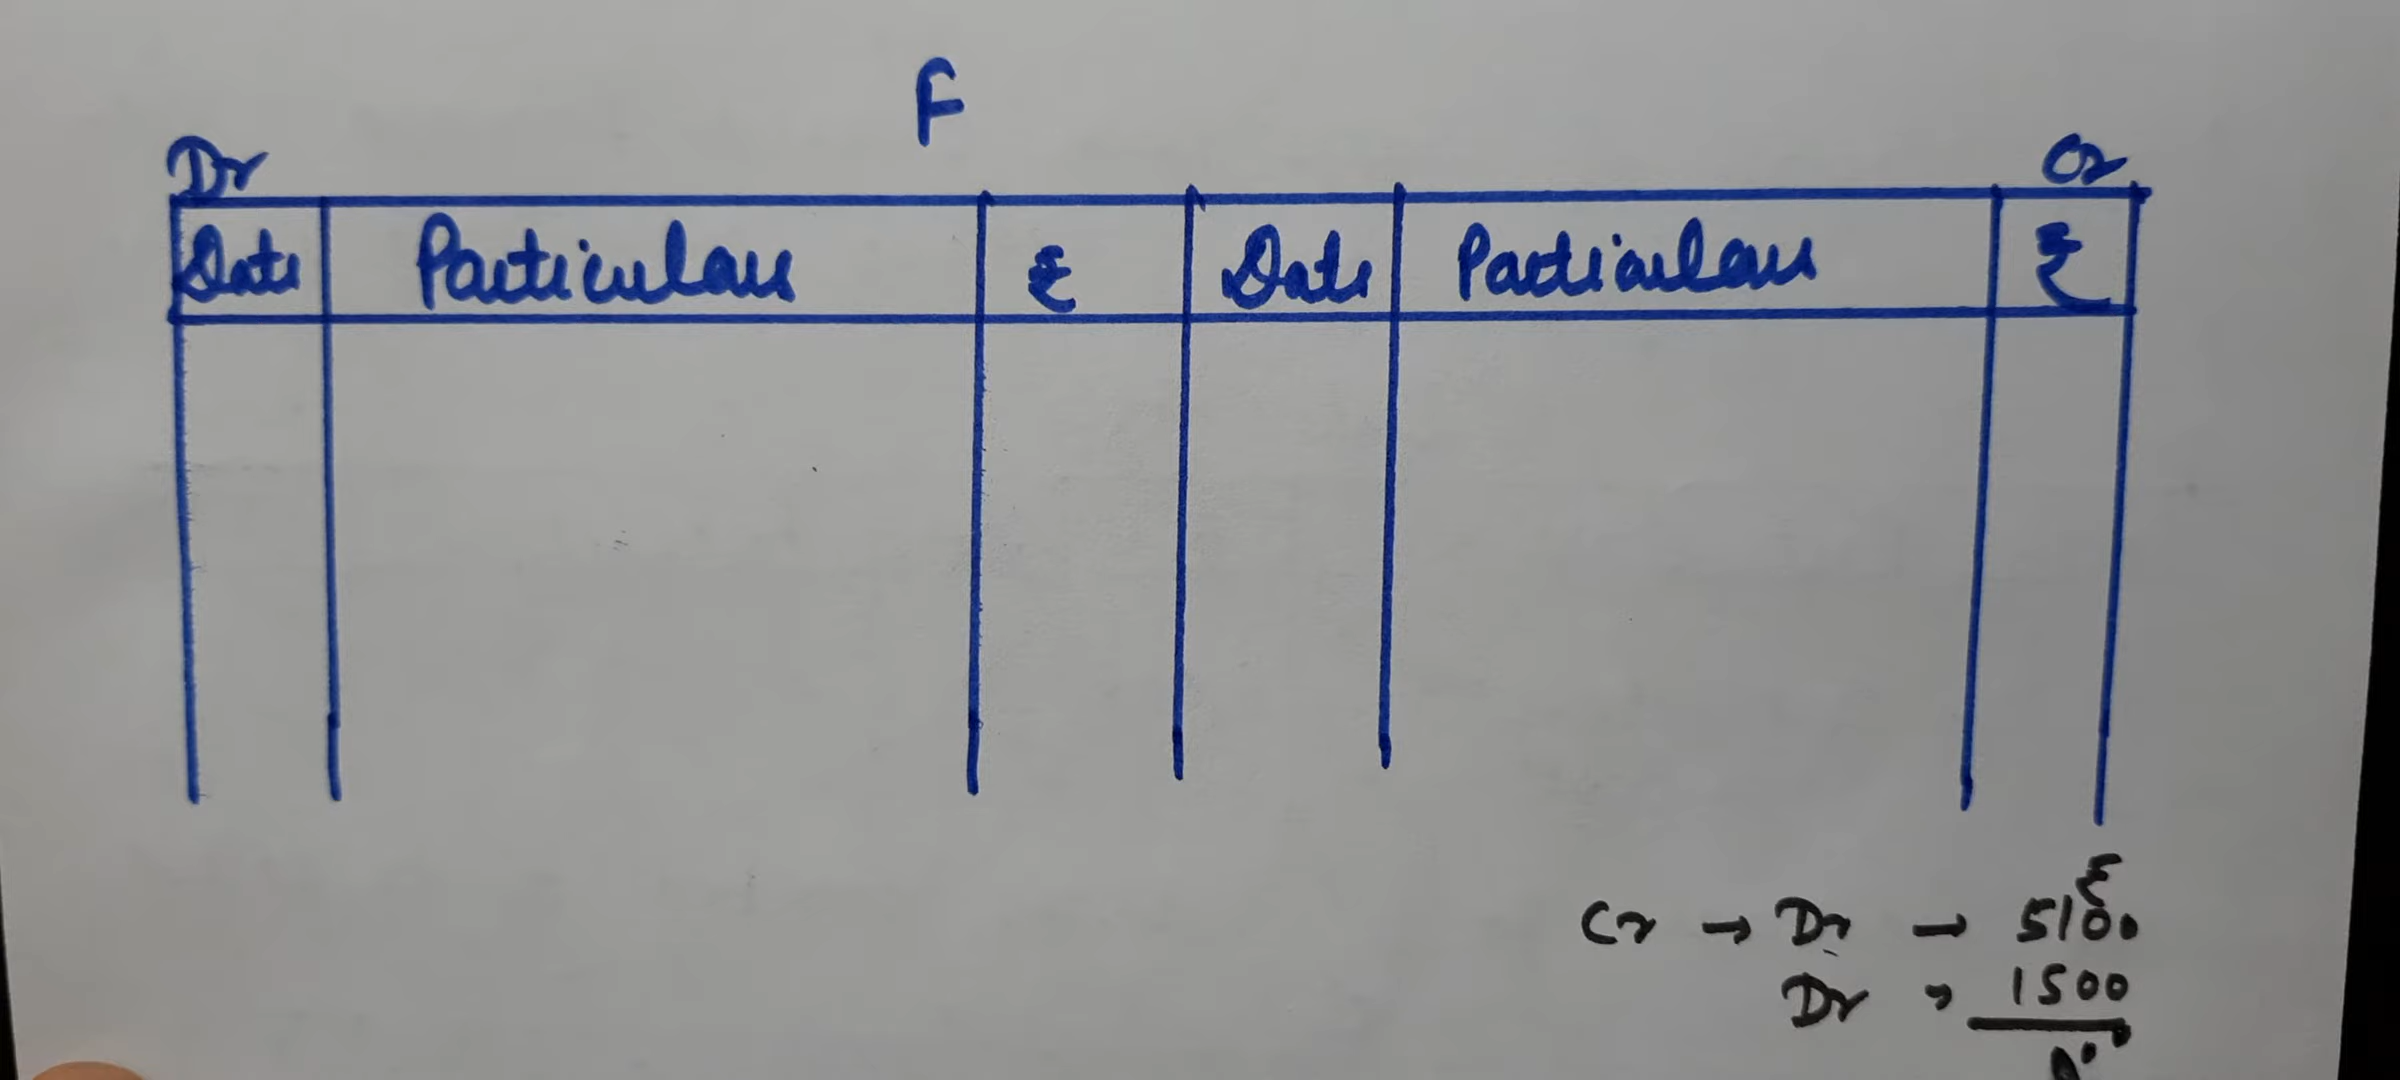 F
Dr Cr
Date Particulars ₹ Date Particulars ₹
₹
Cr → Dr → 5100
Dr → 1500